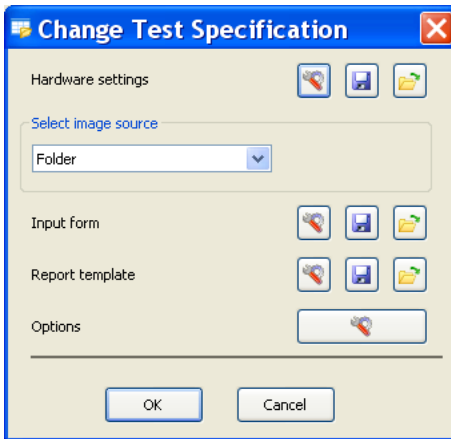 Change Test Specification
Hardware settings
Select image source
Folder
Input form
Report template
Options
OK
Cancel